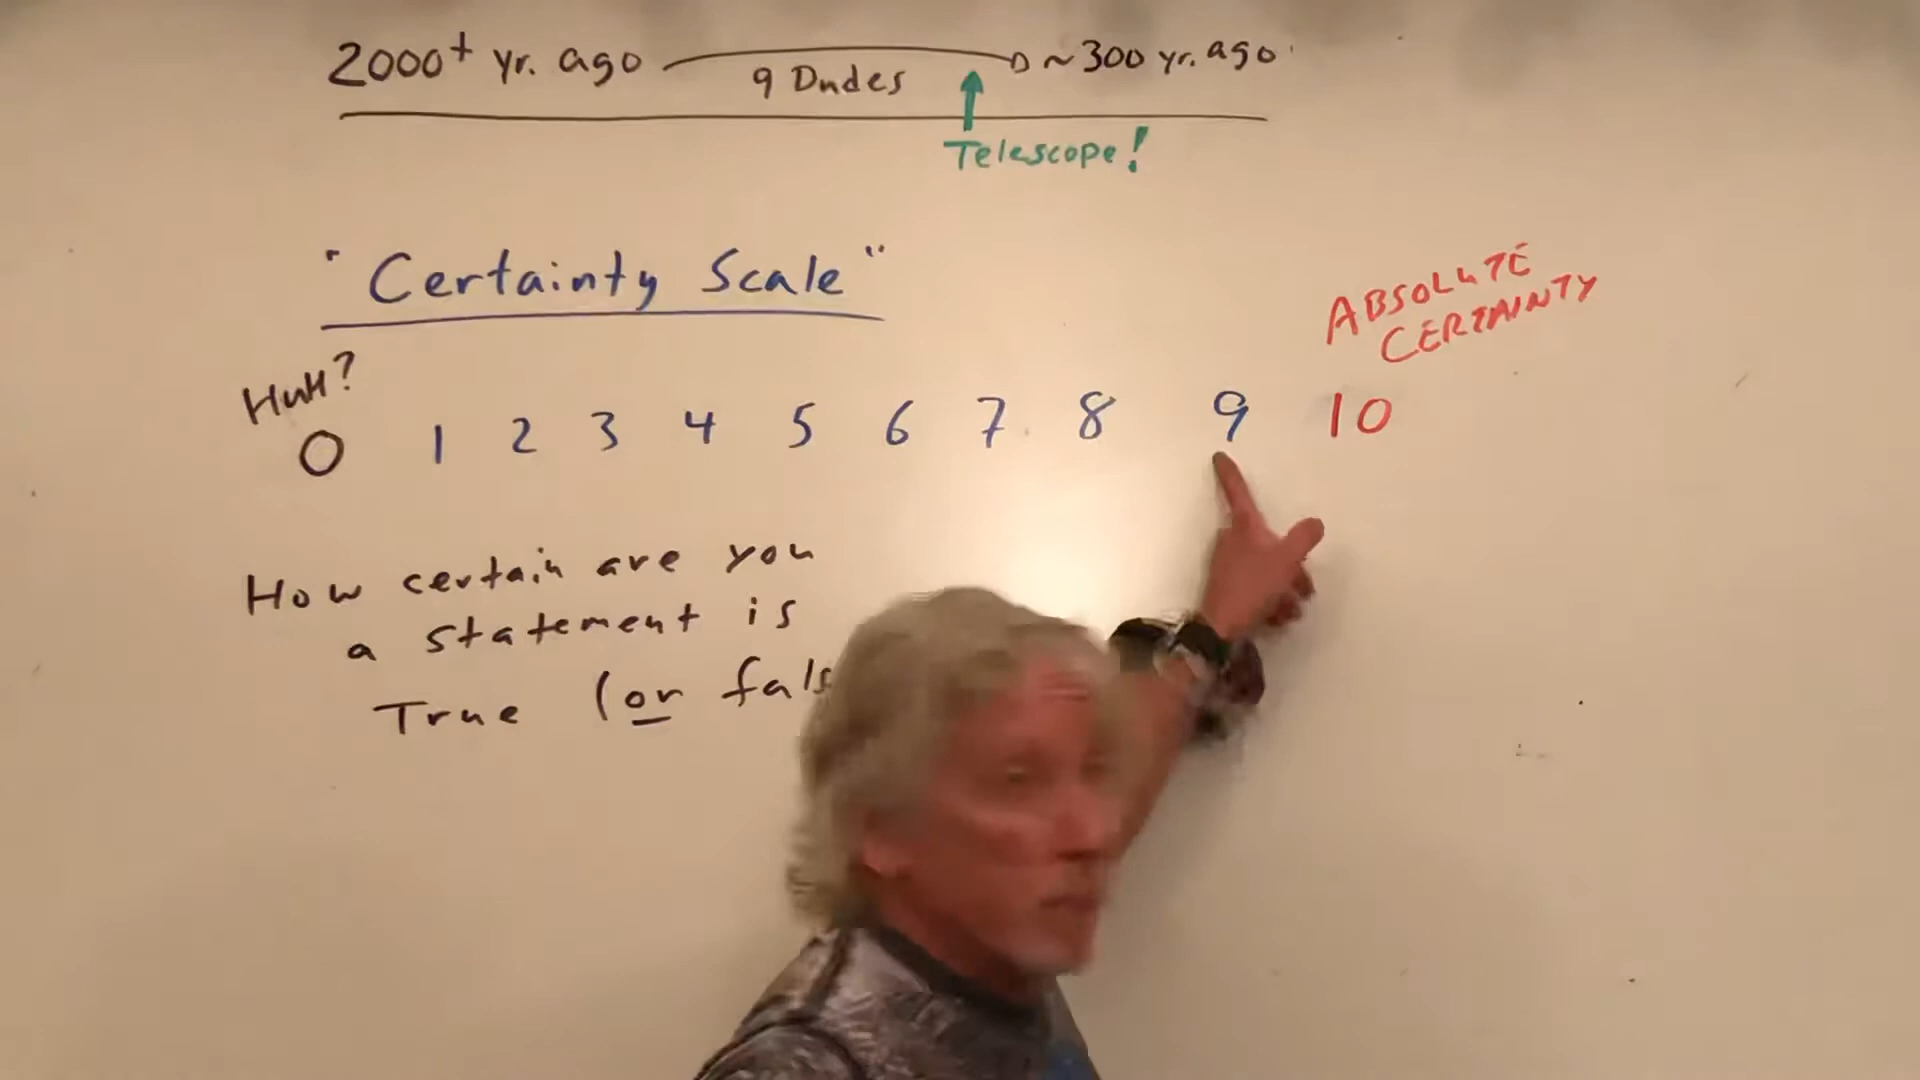 2000+ yr. ago 9 Dudes ~300 yr. ago
Telescope!
"Certainty Scale"
ABSOLUTE
CERTAINTY
HUH?
0 1 2 3 4 5 6 7 8 9 10
How certain are you
a statement is
True (or fals